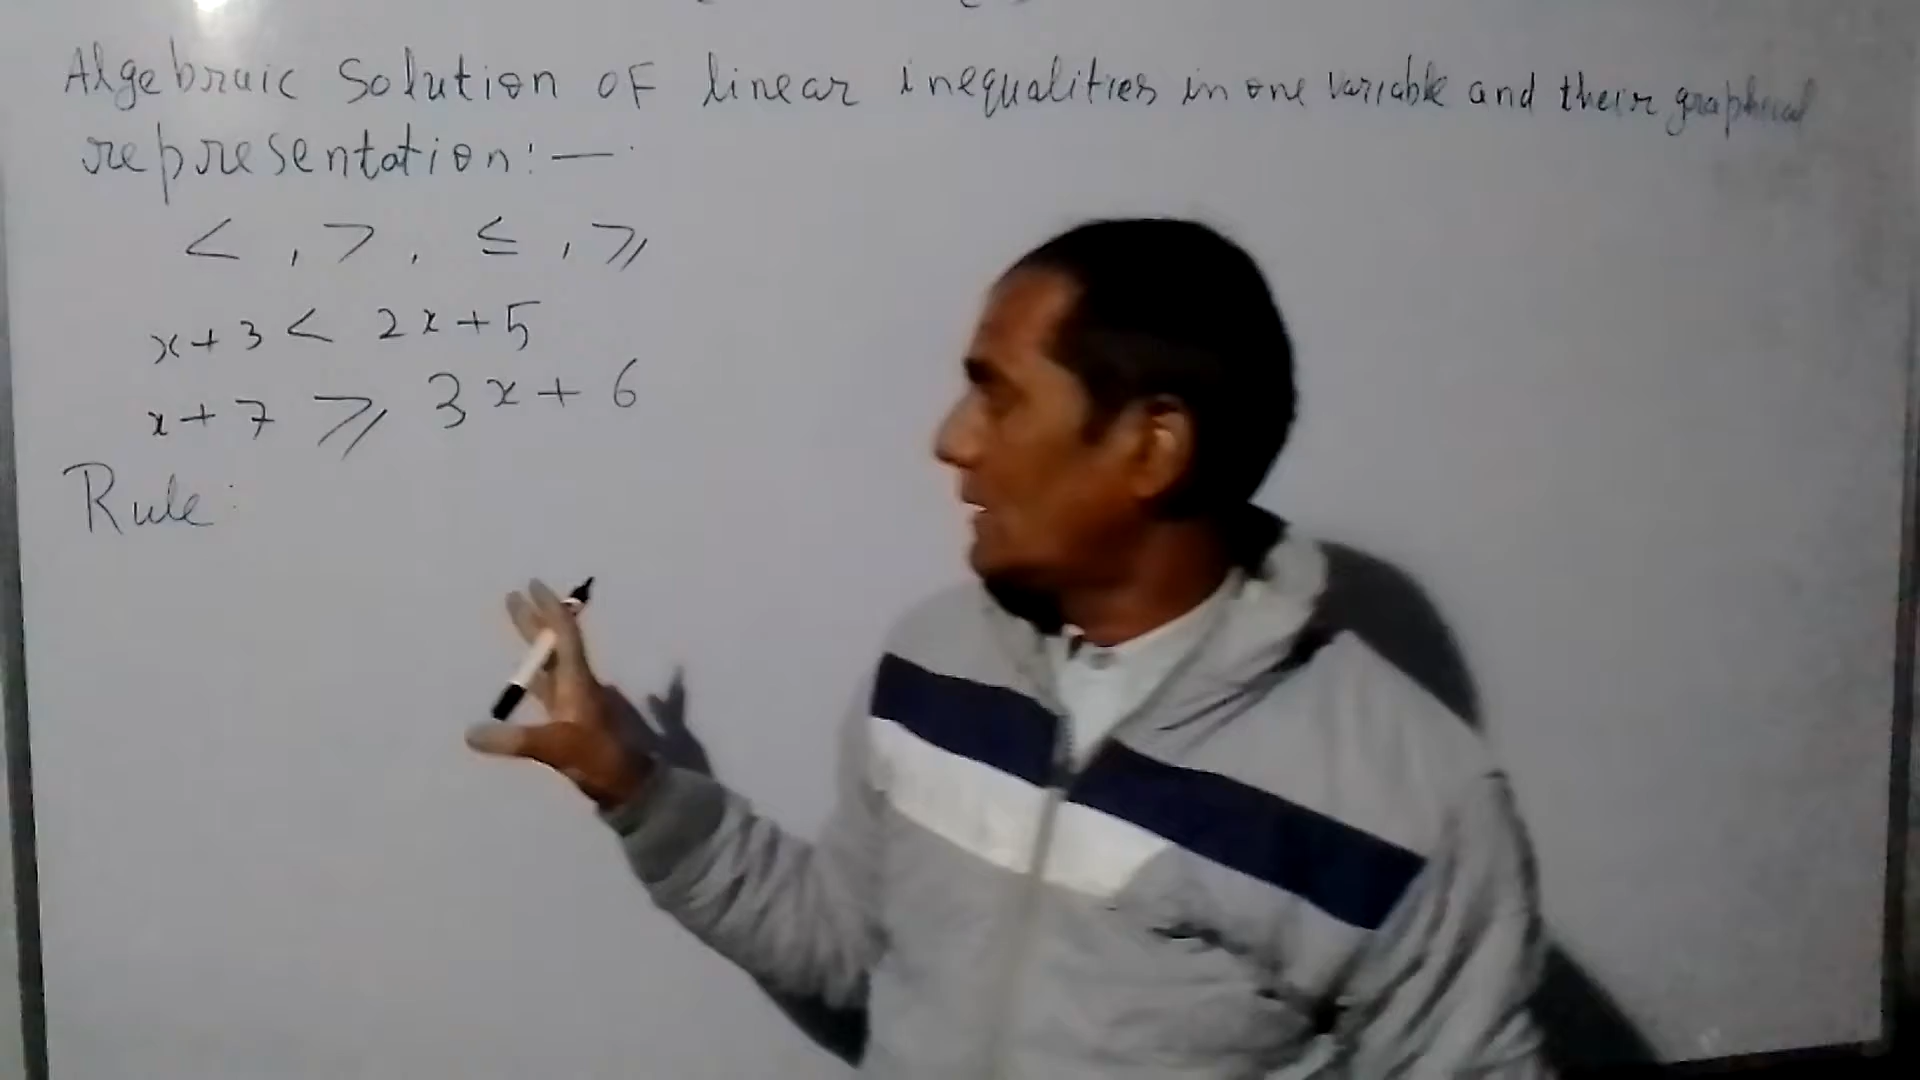 Algebraic Solution of linear inequalities in one variable and their graphical
representation:—
< , > , ≤ , ≥
x+3 < 2x+5
x+7 ≥ 3x+6
Rule: